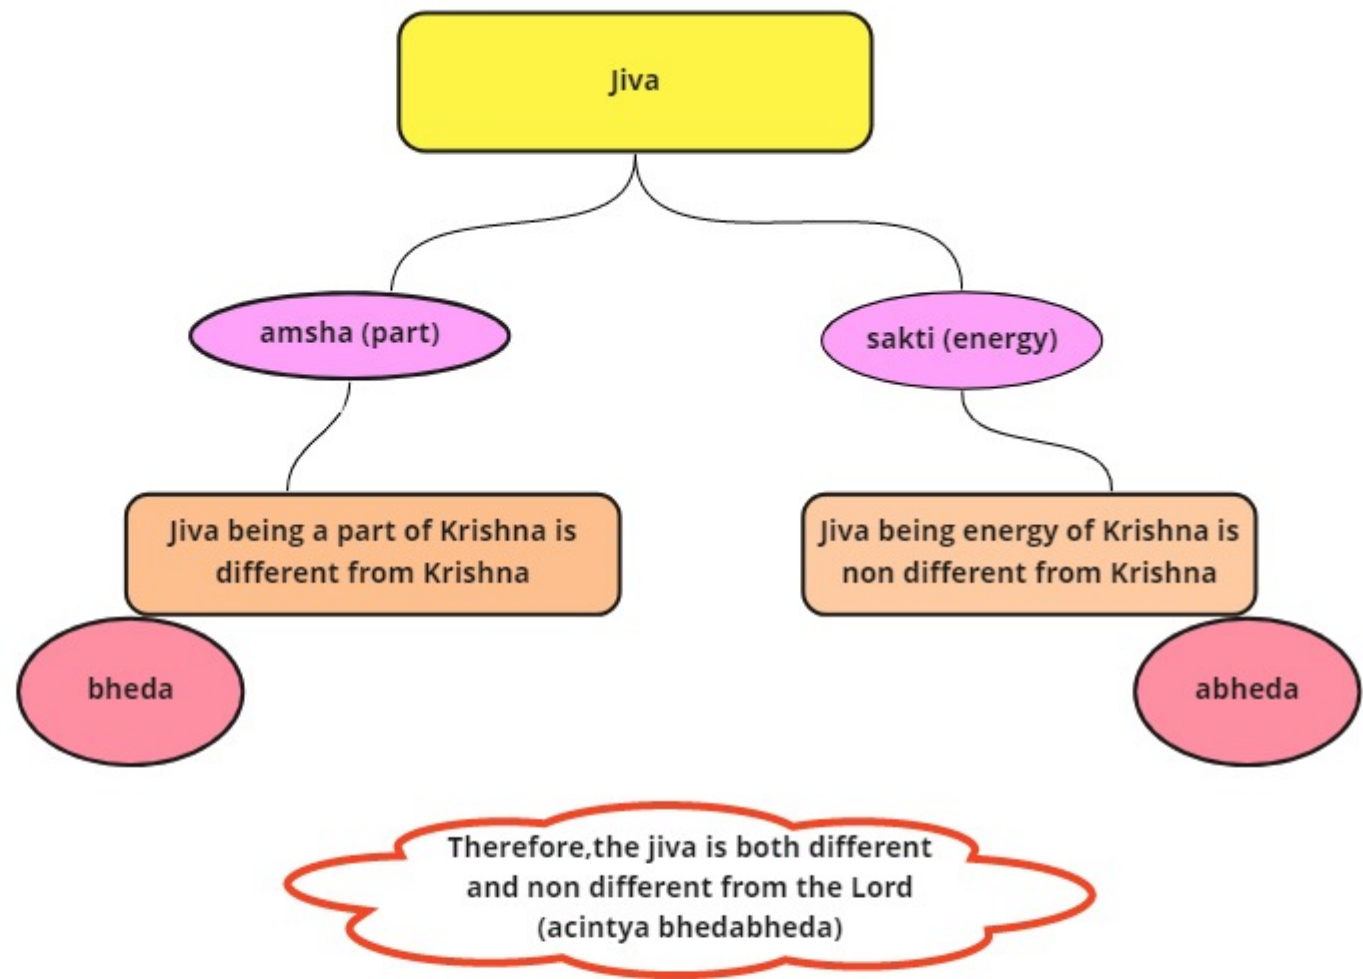 Jiva
amsha (part)
sakti (energy)
Jiva being a part of Krishna is
different from Krishna
Jiva being energy of Krishna is
non different from Krishna
bheda
abheda
Therefore,the jiva is both different
and non different from the Lord
(acintya bhedabheda)